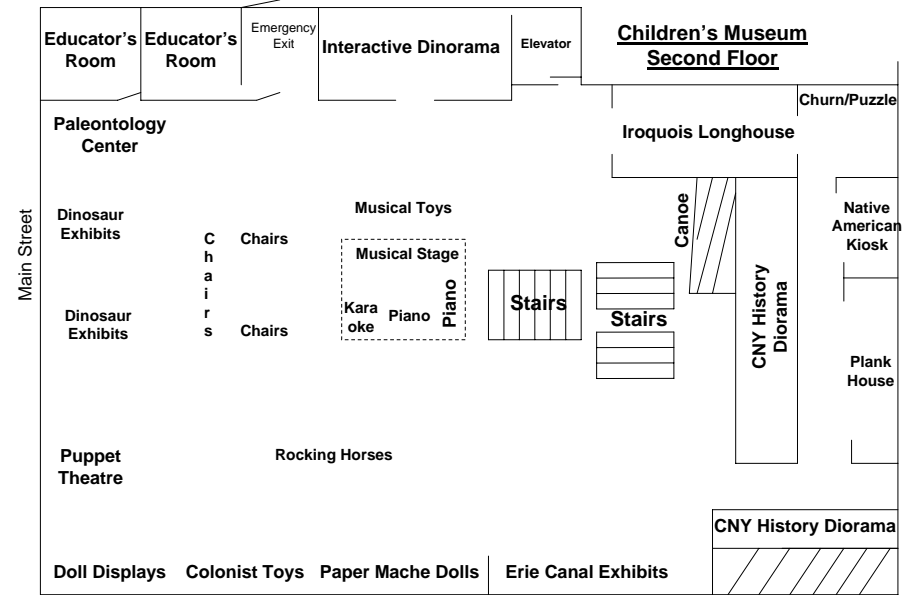 Educator's
Room
Educator's
Room
Emergency
Exit
Interactive Dinorama
Elevator
Children's Museum
Second Floor
Churn/Puzzle
Paleontology
Center
Iroquois Longhouse
Main Street
Dinosaur
Exhibits
Chairs
Chairs
Musical Toys
Canoe
Native
American
Kiosk
Musical Stage
Stairs
Stairs
CNY History
Diorama
Dinosaur
Exhibits
Chairs
Kara
oke
Piano
Piano
Plank
House
Puppet
Theatre
Rocking Horses
CNY History Diorama
Doll Displays
Colonist Toys
Paper Mache Dolls
Erie Canal Exhibits